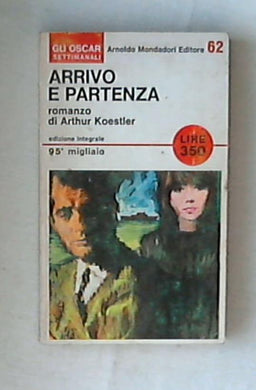 GLI OSCAR
SETTIMANALI
Arnoldo Mondadori Editore 62
ARRIVO
E PARTENZA
romanzo
di Arthur Koestler
edizione integrale
95° migliaio
LIRE
350